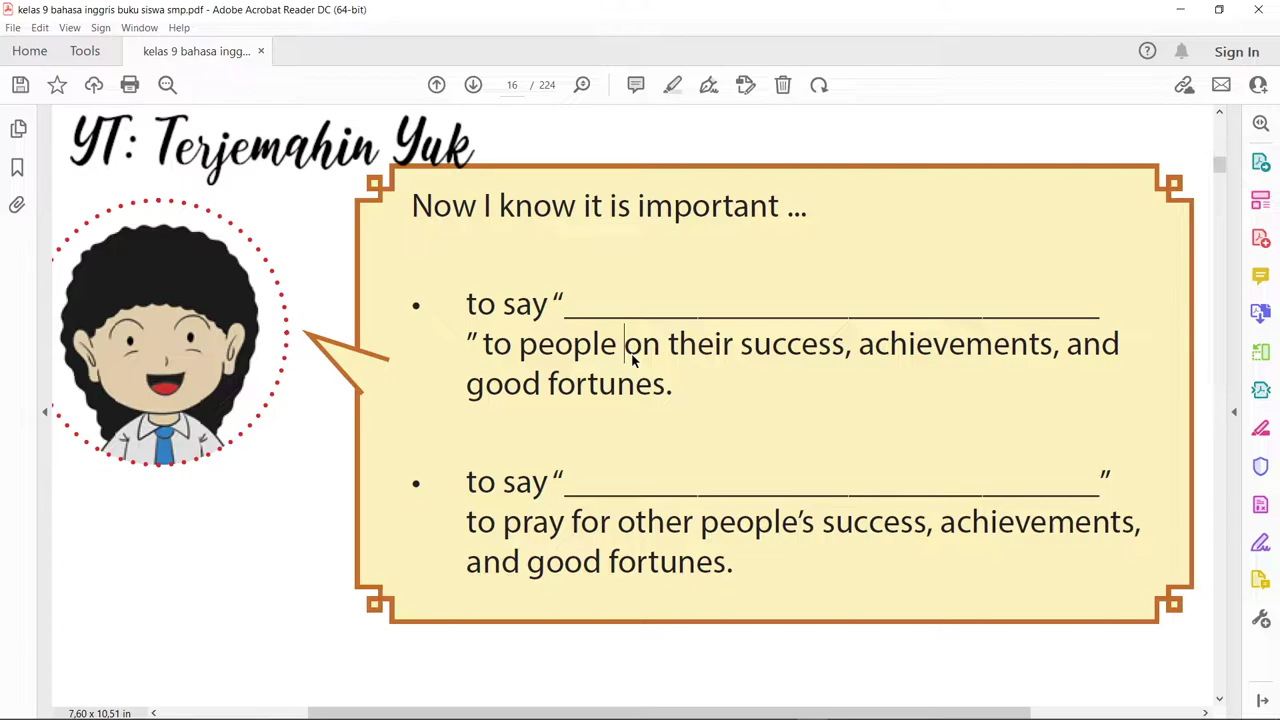 kelas 9 bahasa inggris buku siswa smp.pdf - Adobe Acrobat Reader DC (64-bit)
File Edit View Sign Window Help
Home Tools kelas 9 bahasa ingg... × Sign In
16 / 224
YT: Terjemahin Yuk
Now I know it is important ...
• to say “________________________________
” to people on their success, achievements, and
good fortunes.
• to say “________________________________”
to pray for other people’s success, achievements,
and good fortunes.
7,60 x 10,51 in